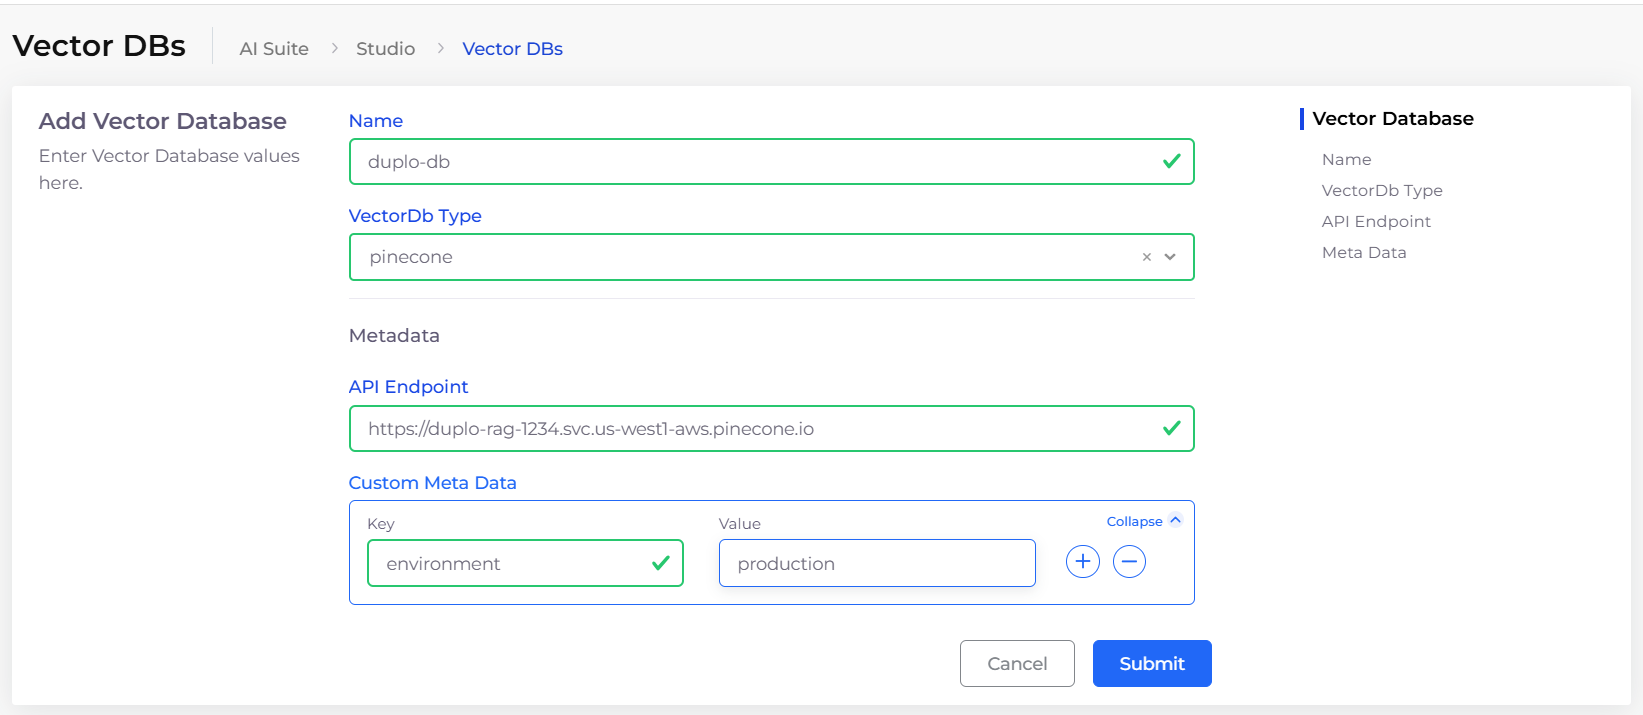 Vector DBs
AI Suite > Studio > Vector DBs
Add Vector Database
Enter Vector Database values
here.
Name
duplo-db
VectorDb Type
pinecone
Metadata
API Endpoint
https://duplo-rag-1234.svc.us-west1-aws.pinecone.io
Custom Meta Data
Key
environment
Value
production
Collapse
Cancel
Submit
Vector Database
Name
VectorDb Type
API Endpoint
Meta Data